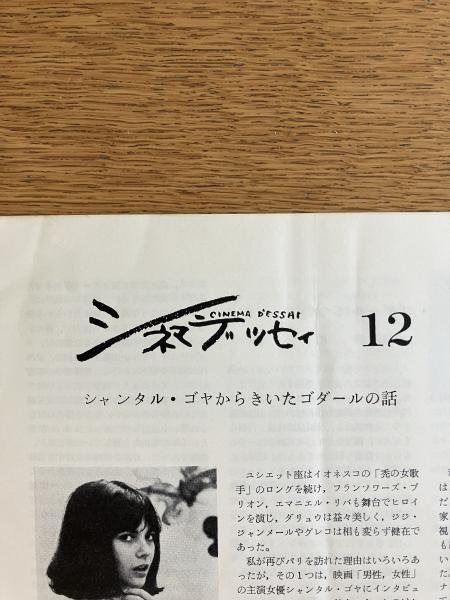 シネマデッセイ
CINEMA D'ESSAI
12
シャンタル・ゴヤからきいたゴダールの話
ユシェット座はイオネスコの「禿の女歌
手」のロングを続け，フランソワーズ・ブ
リオン，エマニエル・リバも舞台でヒロイ
ンを演じ，ダリュウは益々美しく，ジジ・
ジャンメールやグレコは相も変らず健在で
あった。
私が再びパリを訪れた理由はいろいろあ
ったが，その1つは，映画「男性，女性」
の主演女優シャンタル・ゴヤにインタビュ
は
だ
家
視